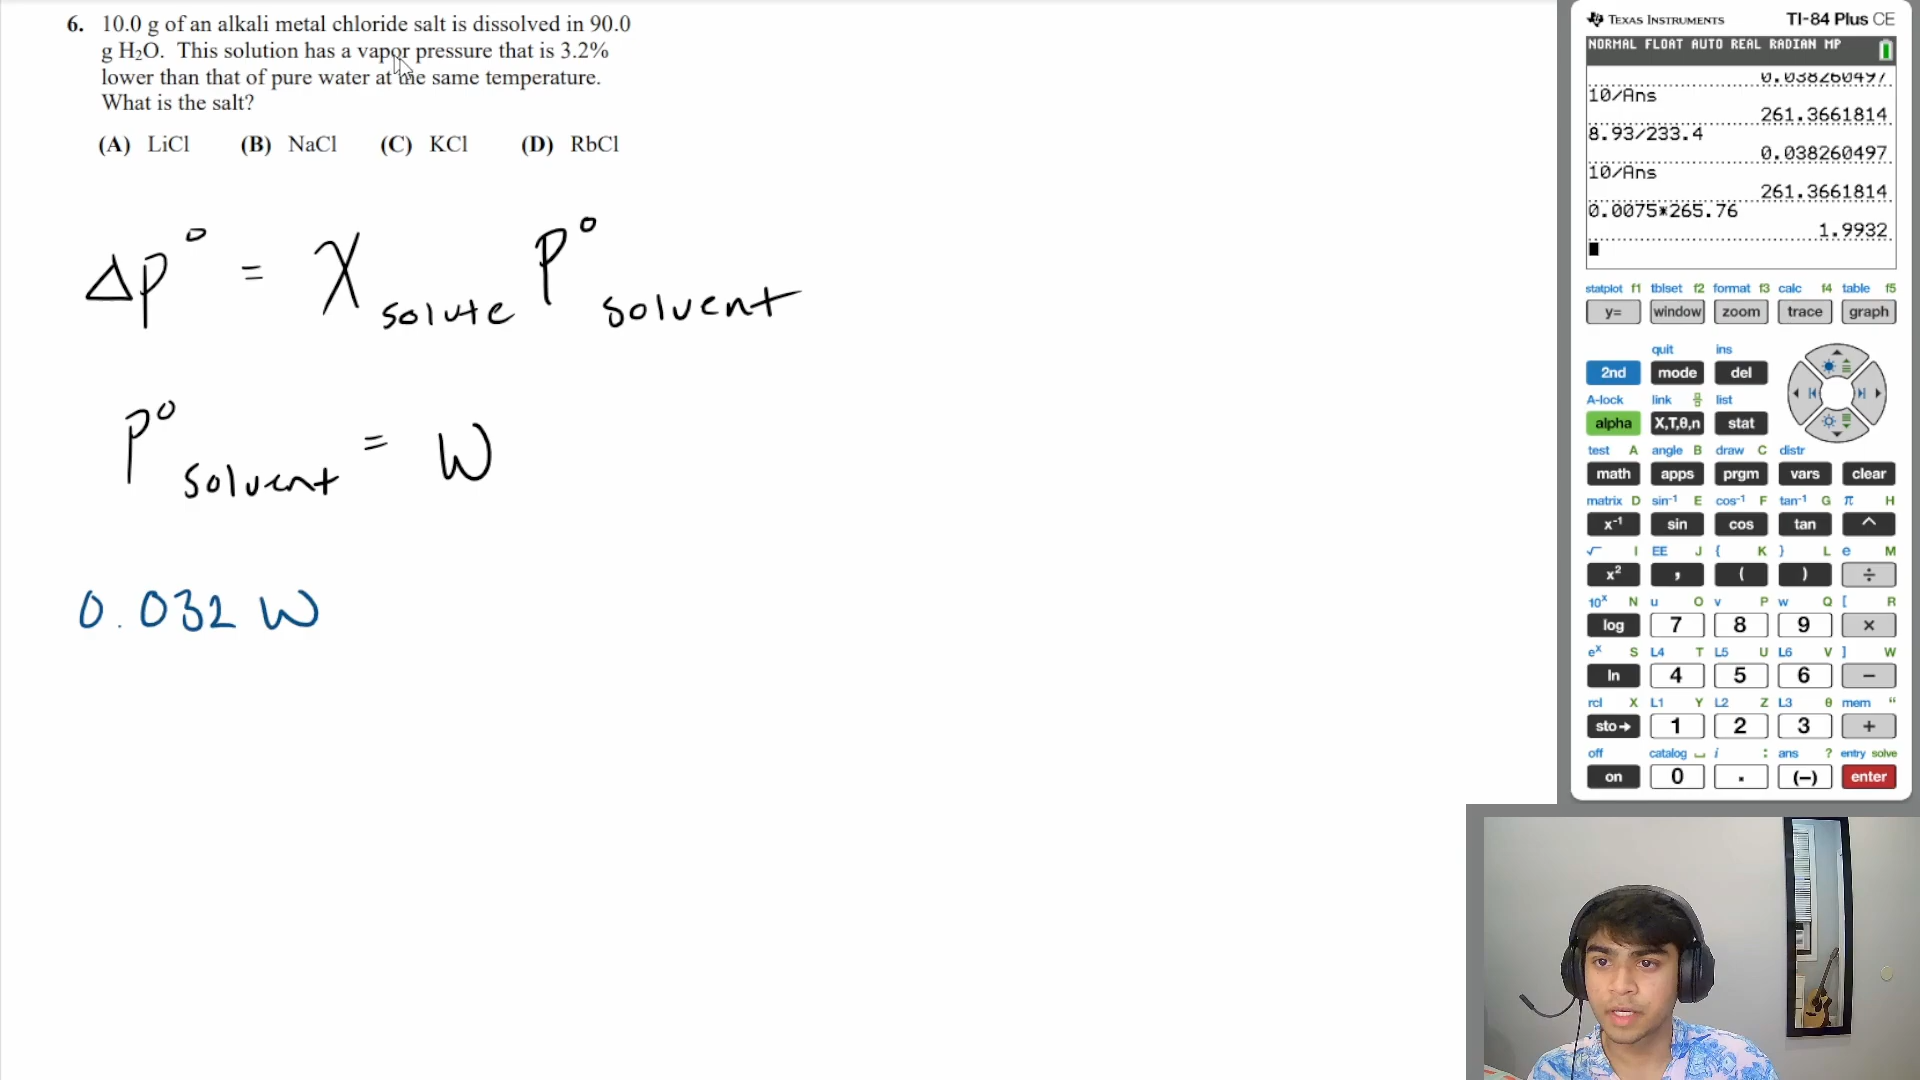 6. 10.0 g of an alkali metal chloride salt is dissolved in 90.0
g H₂O. This solution has a vapor pressure that is 3.2%
lower than that of pure water at the same temperature.
What is the salt?
(A) LiCl (B) NaCl (C) KCl (D) RbCl
ΔP° = X solute P° solvent
P° solvent = W
0.032 W
TEXAS INSTRUMENTS TI-84 Plus CE
NORMAL FLOAT AUTO REAL RADIAN MP
0.038260497
10/Ans
261.3661814
8.93/233.4
0.038260497
10/Ans
261.3661814
0.0075*265.76
1.9932
statplot f1 tblset f2 format f3 calc f4 table f5
y= window zoom trace graph
quit ins
2nd mode del
A-lock link list
alpha X,T,θ,n stat
test A angle B draw C distr
math apps prgm vars clear
matrix D sin⁻¹ E cos⁻¹ F tan⁻¹ G π H
x⁻¹ sin cos tan ^
√ I EE J { K } L e M
x² , ( ) ÷
10ˣ N u O v P w Q [ R
log 7 8 9 ×
eˣ S L4 T L5 U L6 V ] W
ln 4 5 6 −
rcl X L1 Y L2 Z L3 θ mem “
sto→ 1 2 3 +
off catalog ⎵ i : ans ? entry solve
on 0 . (−) enter